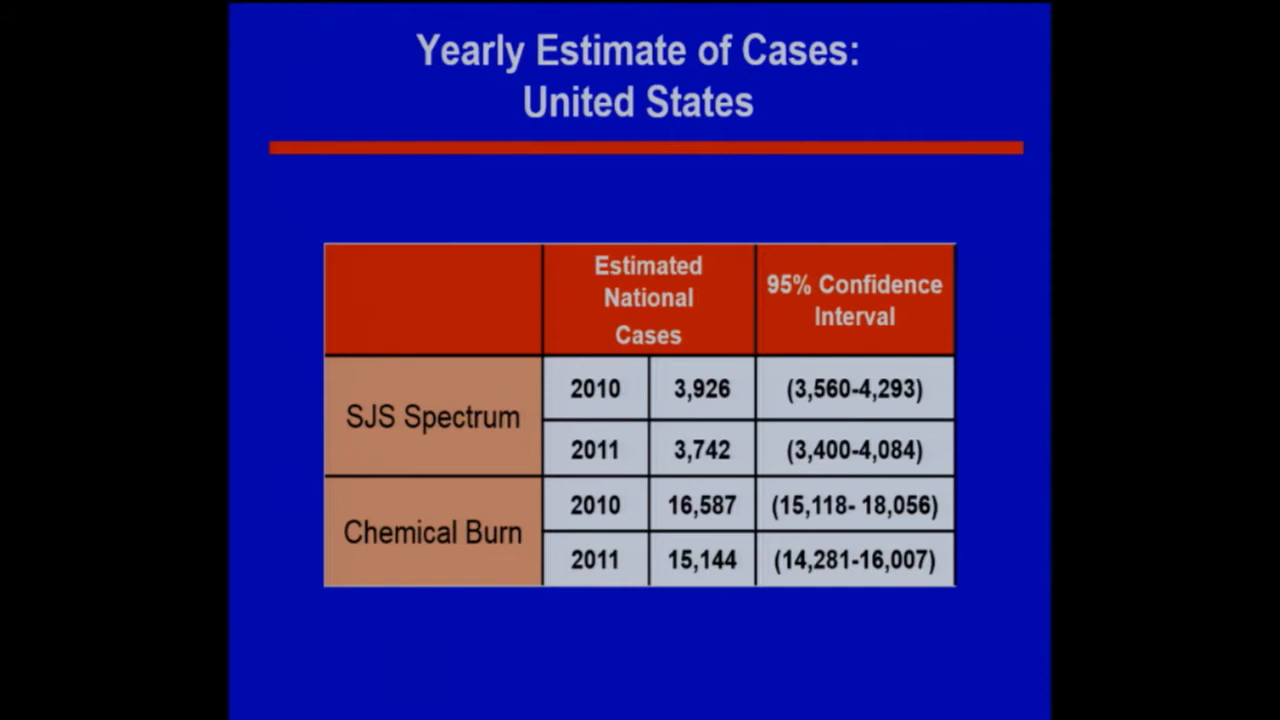 Yearly Estimate of Cases:
United States
Estimated
National
Cases
95% Confidence
Interval
SJS Spectrum
2010 3,926 (3,560-4,293)
2011 3,742 (3,400-4,084)
Chemical Burn
2010 16,587 (15,118- 18,056)
2011 15,144 (14,281-16,007)